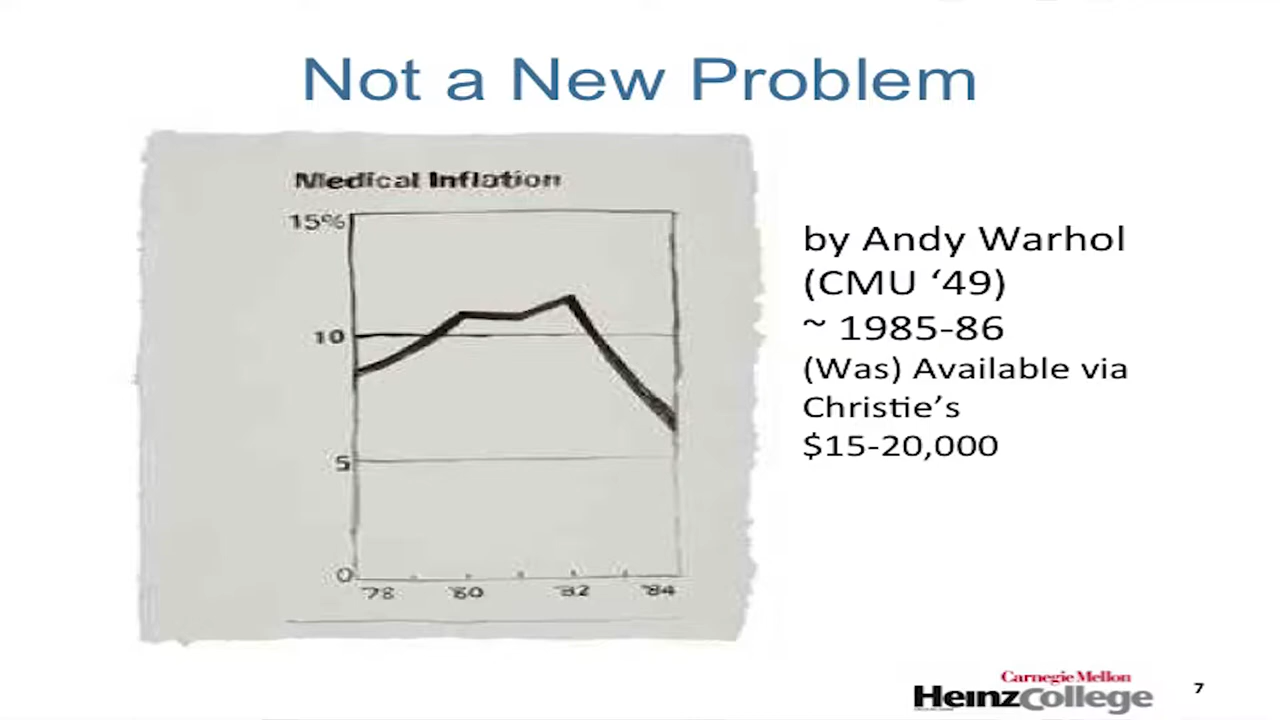 Not a New Problem
Medical Inflation
15%
10
5
0
'78 '80 '82 '84
by Andy Warhol
(CMU ‘49)
~ 1985-86
(Was) Available via
Christie’s
$15-20,000
Carnegie Mellon
HeinzCollege
7